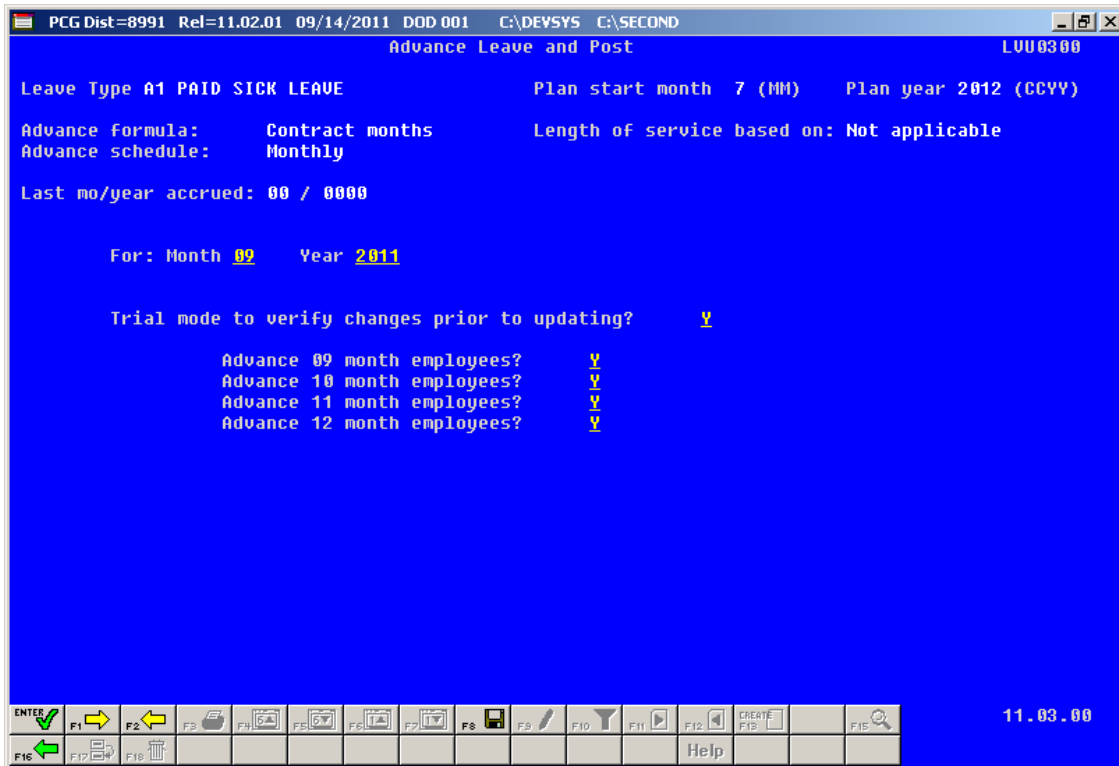 PCG Dist=8991 Rel=11.02.01 09/14/2011 DOD 001 C:\DEVSYS C:\SECOND
Advance Leave and Post LVU0300
Leave Type A1 PAID SICK LEAVE Plan start month 7 (MM) Plan year 2012 (CCYY)
Advance formula: Contract months Length of service based on: Not applicable
Advance schedule: Monthly
Last mo/year accrued: 00 / 0000
For: Month 09 Year 2011
Trial mode to verify changes prior to updating? Y
Advance 09 month employees? Y
Advance 10 month employees? Y
Advance 11 month employees? Y
Advance 12 month employees? Y
ENTER F1 F2 F3 F4 F5 F6 F7 F8 F9 F10 F11 F12 CREATE F13 F15 11.03.00
F16 F17 F18 Help